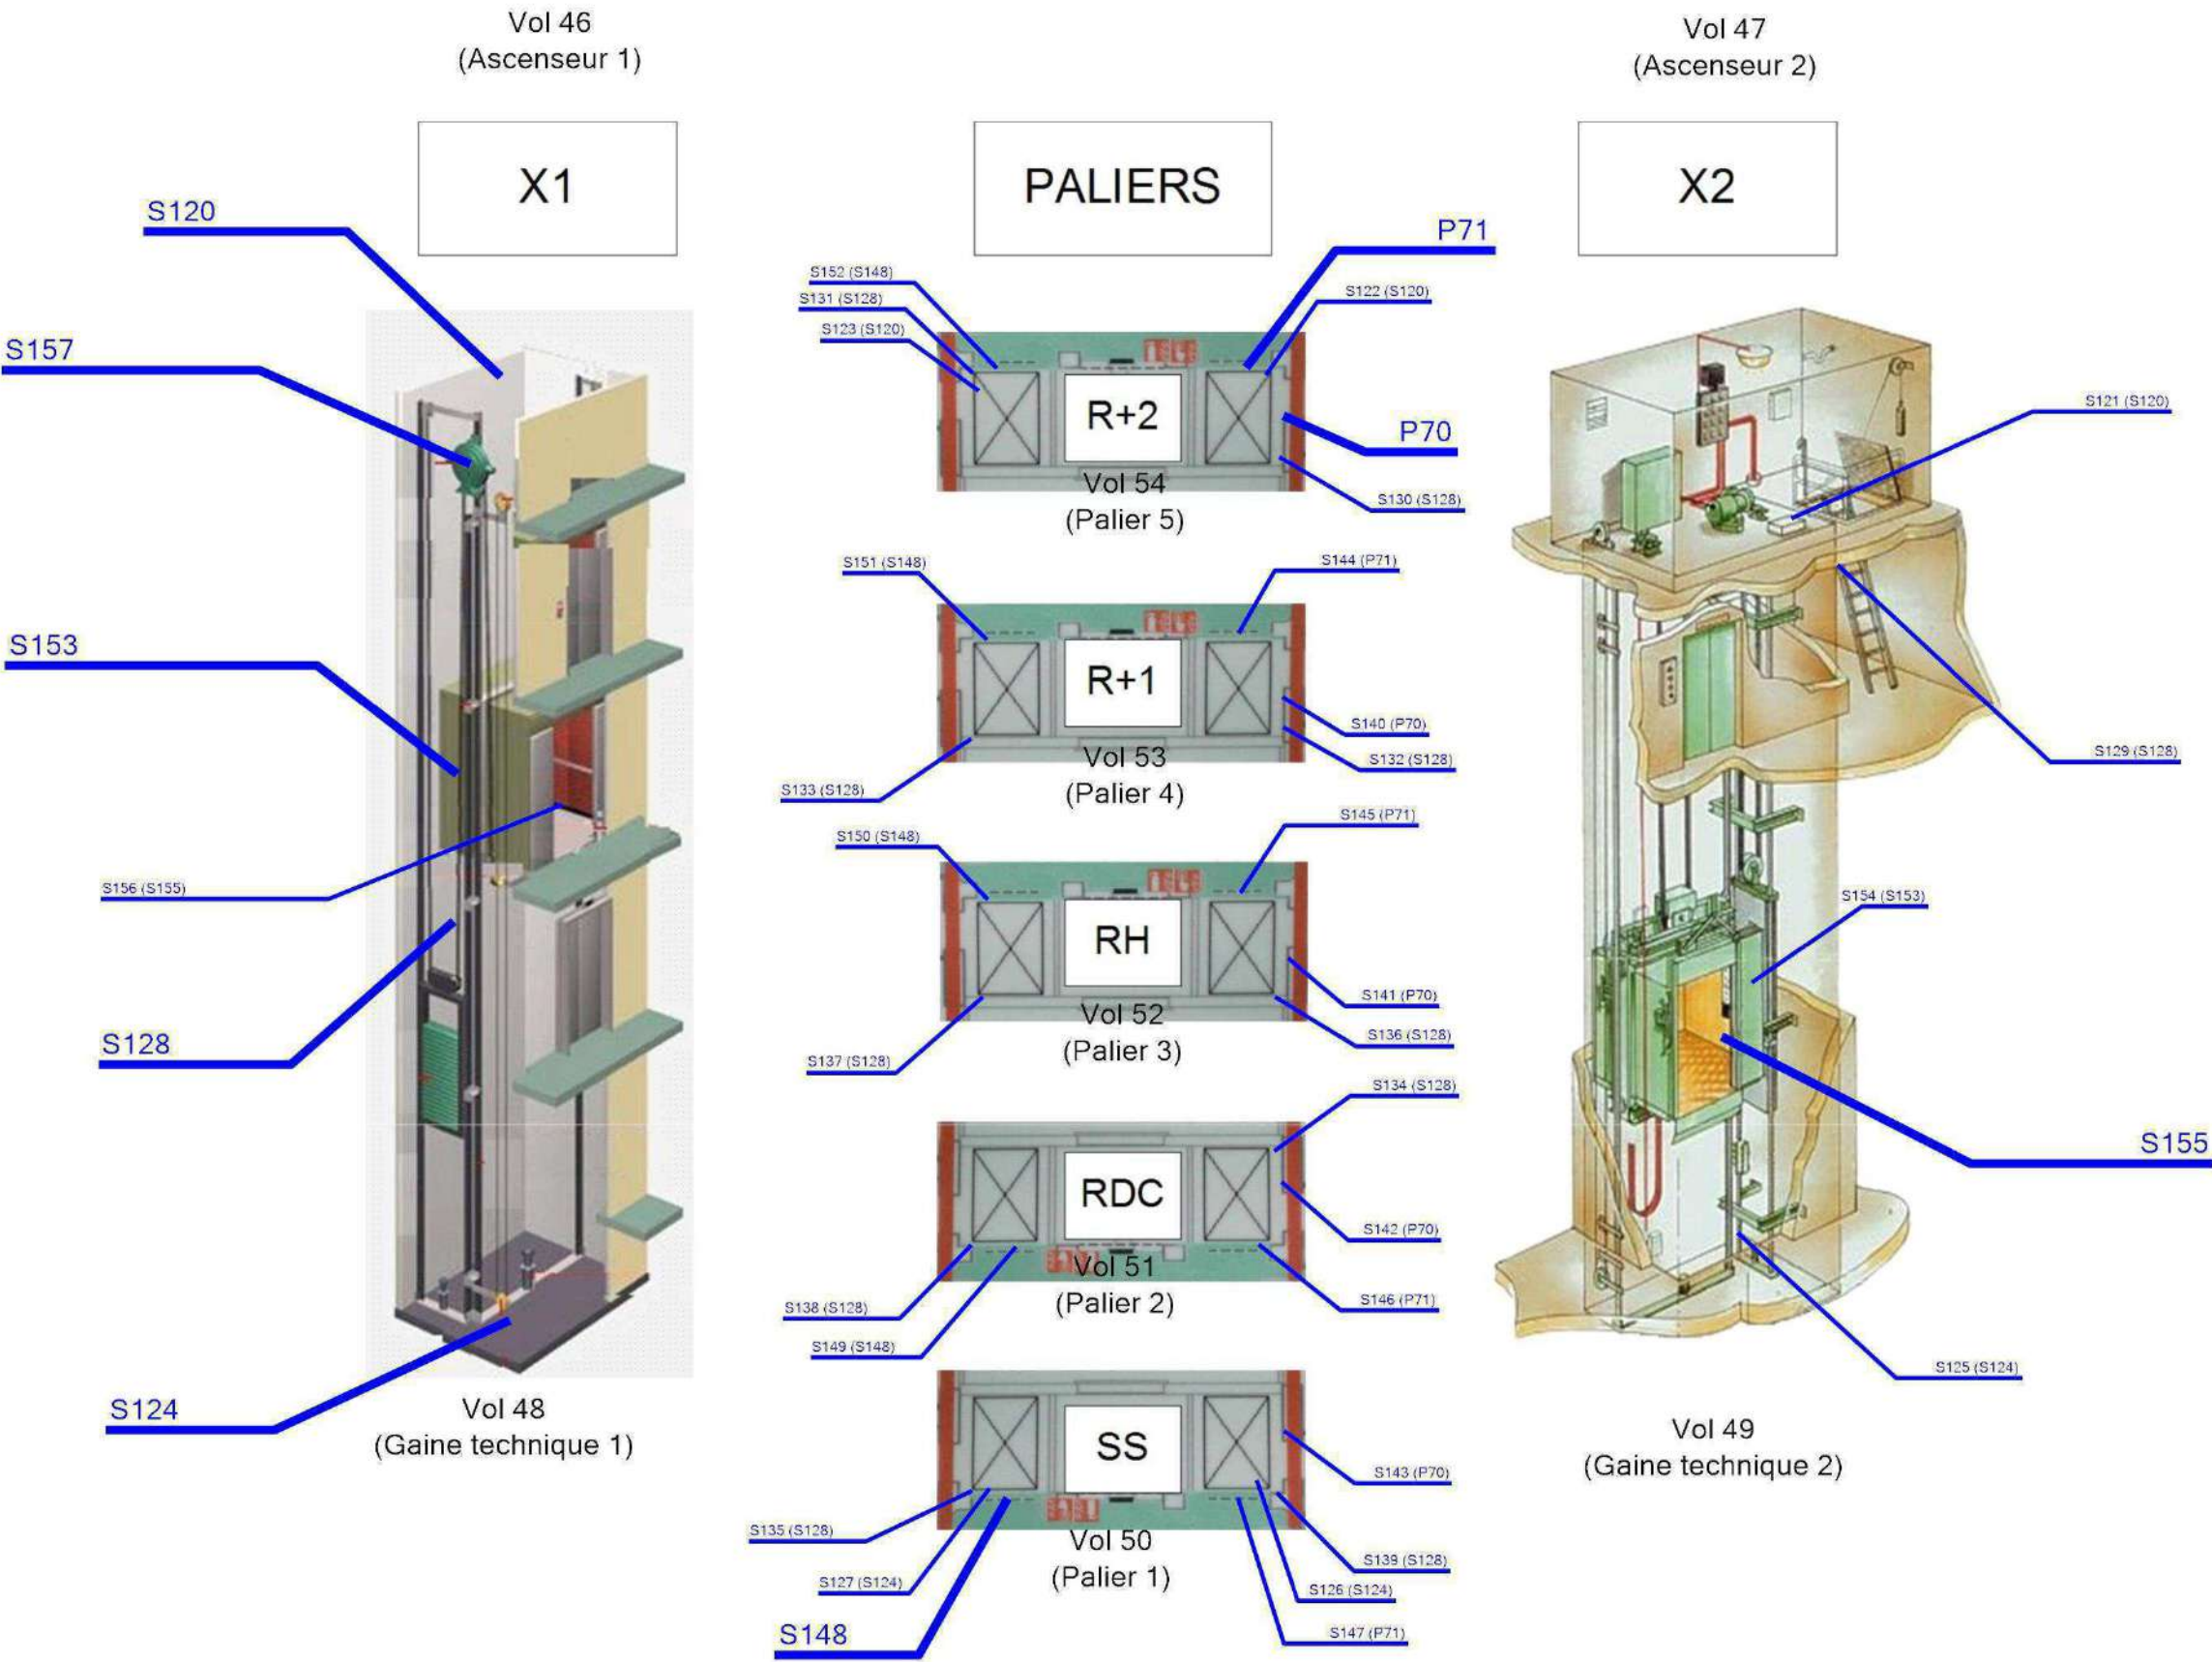 Vol 46
(Ascenseur 1)
Vol 47
(Ascenseur 2)
X1
PALIERS
X2
S120
S157
S153
S156 (S155)
S128
S124
Vol 48
(Gaine technique 1)
P71
S152 (S148)
S131 (S128)
S123 (S120)
S122 (S120)
R+2
P70
Vol 54
(Palier 5)
S130 (S128)
S151 (S148)
S144 (P71)
R+1
S140 (P70)
S132 (S128)
Vol 53
(Palier 4)
S133 (S128)
S150 (S148)
S145 (P71)
RH
S141 (P70)
Vol 52
(Palier 3)
S136 (S128)
S137 (S128)
S134 (S128)
RDC
S142 (P70)
Vol 51
(Palier 2)
S138 (S128)
S146 (P71)
S149 (S148)
SS
S143 (P70)
S135 (S128)
Vol 50
(Palier 1)
S139 (S128)
S127 (S124)
S126 (S124)
S148
S147 (P71)
S121 (S120)
S129 (S128)
S154 (S153)
S155
S125 (S124)
Vol 49
(Gaine technique 2)